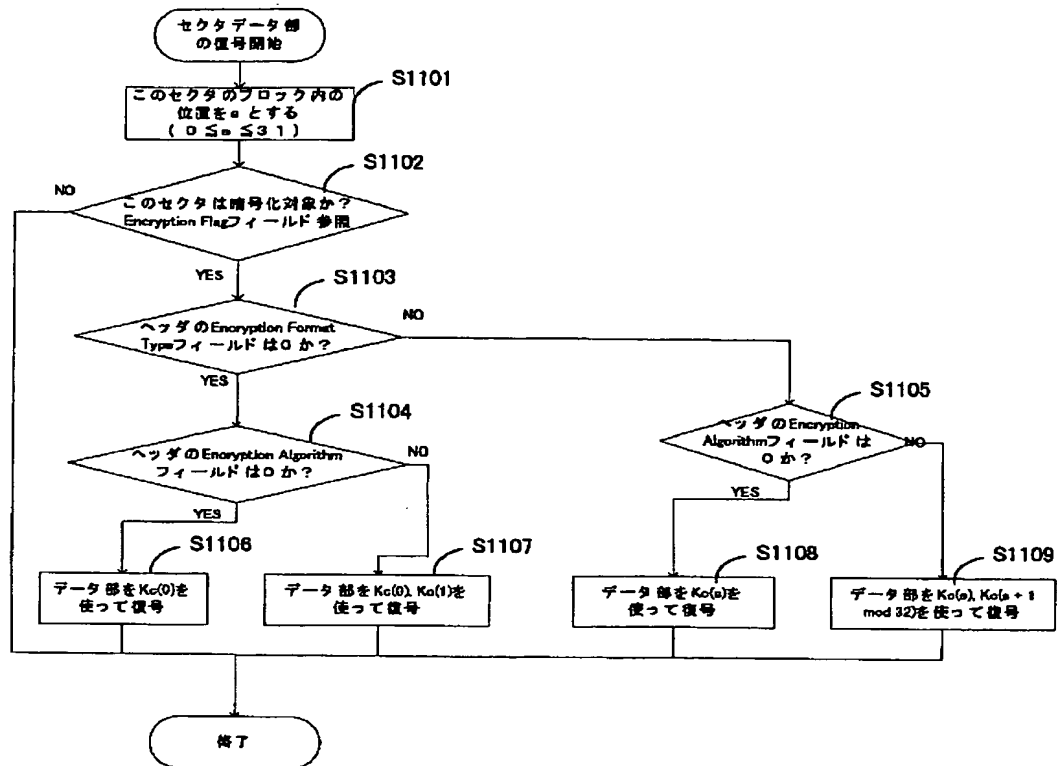 セクタデータ部
の復号開始
S1101
このセクタのブロック内の
位置をsとする
( 0≦s≦31)
S1102
NO
このセクタは暗号化対象か?
Encryption Flagフィールド参照
YES
S1103
NO
ヘッダのEncryption Format
Typeフィールドは0か?
YES
S1104
S1105
ヘッダのEncryption Algorithm
フィールドは0か?
NO
ヘッダのEncryption
Algorithmフィールドは
0か?
NO
YES
YES
S1106
S1107
S1108
S1109
データ部をKc(0)を
使って復号
データ部をKc(0), Kc(1)を
使って復号
データ部をKc(s)を
使って復号
データ部をKc(s), Kc(s + 1
mod 32)を使って復号
終了